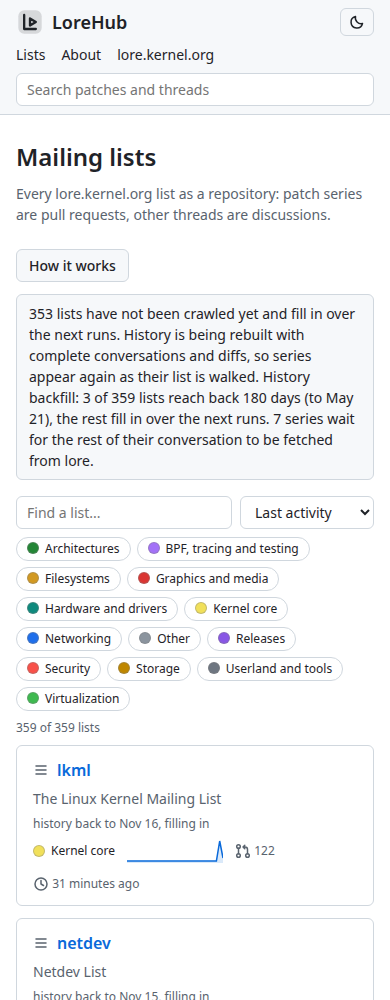 LoreHub
Lists About lore.kernel.org
Search patches and threads
Mailing lists
Every lore.kernel.org list as a repository: patch series
are pull requests, other threads are discussions.
How it works
353 lists have not been crawled yet and fill in over
the next runs. History is being rebuilt with
complete conversations and diffs, so series
appear again as their list is walked. History
backfill: 3 of 359 lists reach back 180 days (to May
21), the rest fill in over the next runs. 7 series wait
for the rest of their conversation to be fetched
from lore.
Find a list... Last activity
Architectures BPF, tracing and testing
Filesystems Graphics and media
Hardware and drivers Kernel core
Networking Other Releases
Security Storage Userland and tools
Virtualization
359 of 359 lists
lkml
The Linux Kernel Mailing List
history back to Nov 16, filling in
Kernel core 122
31 minutes ago
netdev
Netdev List
history back to Nov 15, filling in